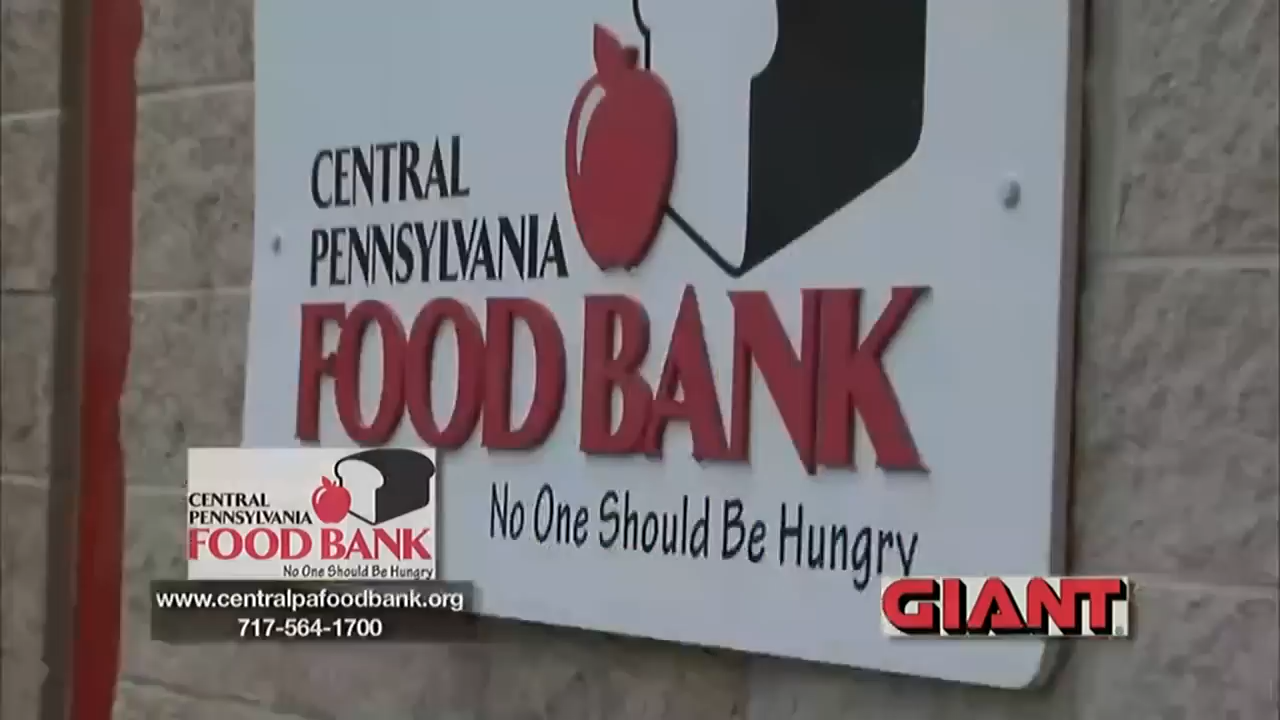 CENTRAL
PENNSYLVANIA
FOOD BANK
No One Should Be Hungry
CENTRAL
PENNSYLVANIA
FOOD BANK
No One Should Be Hungry
www.centralpafoodbank.org
717-564-1700
GIANT